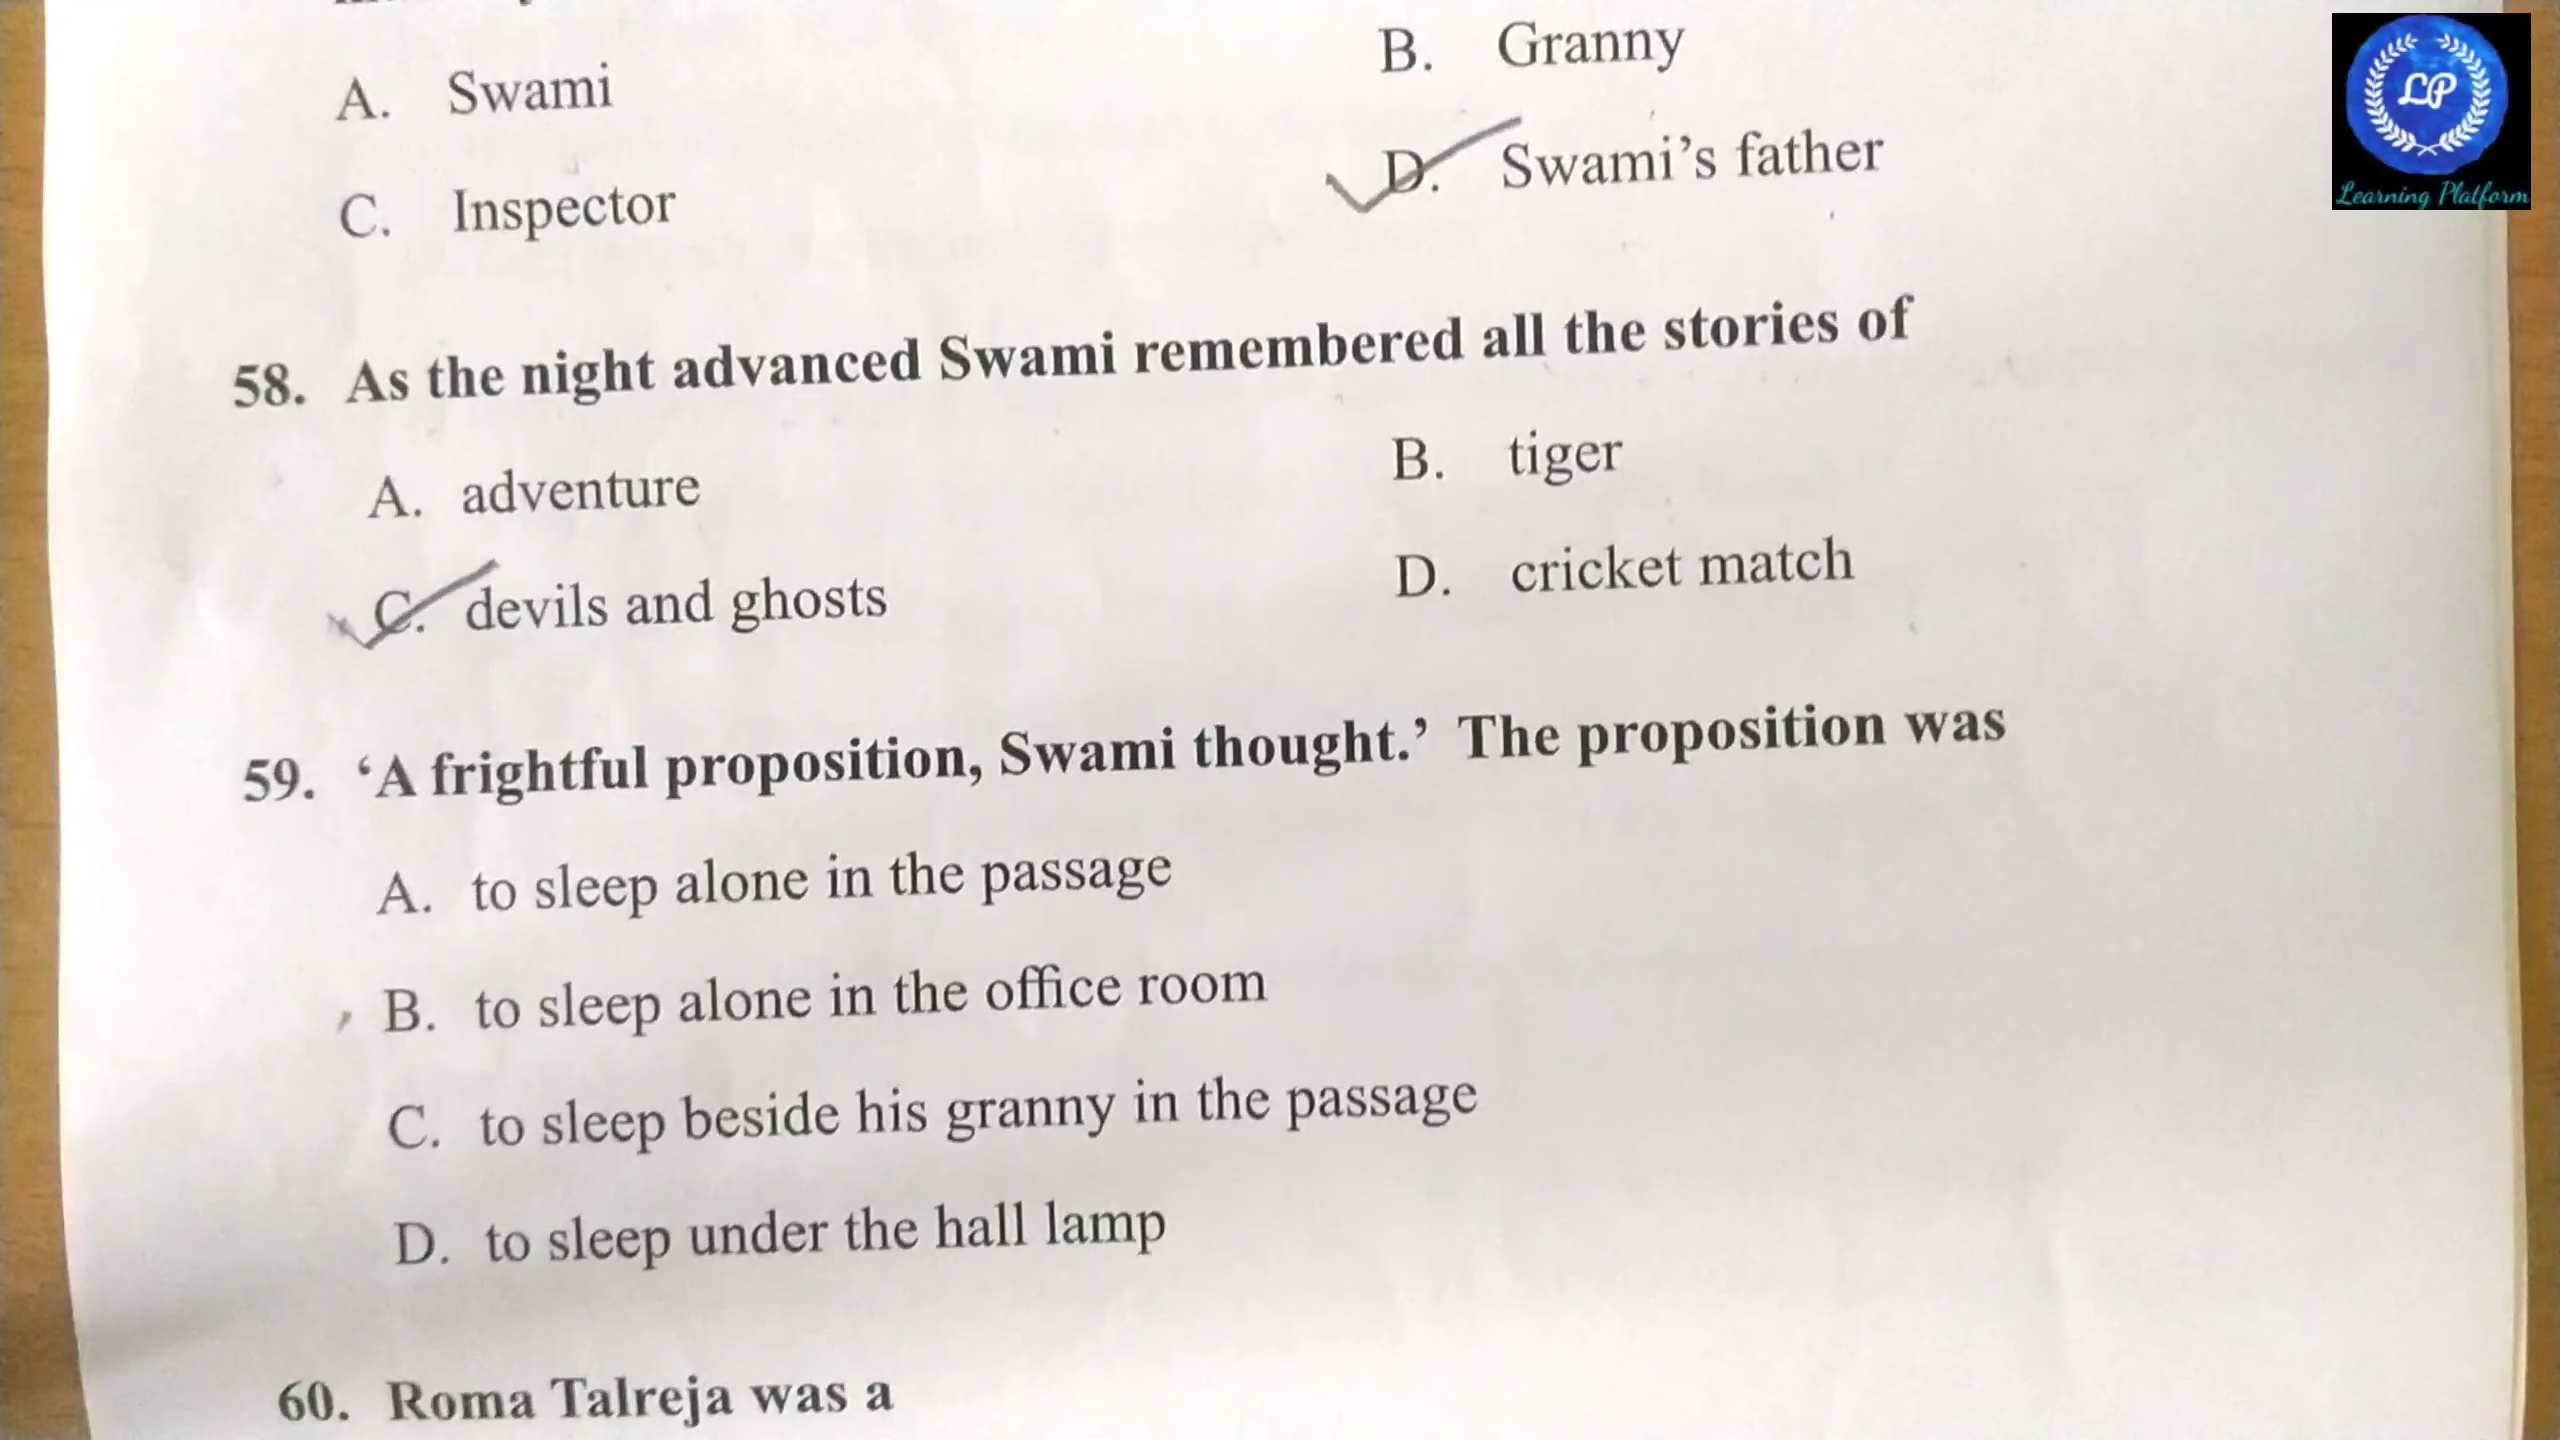 A. Swami
B. Granny
C. Inspector
D. Swami's father
58. As the night advanced Swami remembered all the stories of
A. adventure
B. tiger
C. devils and ghosts
D. cricket match
59. ‘A frightful proposition, Swami thought.’ The proposition was
A. to sleep alone in the passage
B. to sleep alone in the office room
C. to sleep beside his granny in the passage
D. to sleep under the hall lamp
60. Roma Talreja was a
LP
Learning Platform